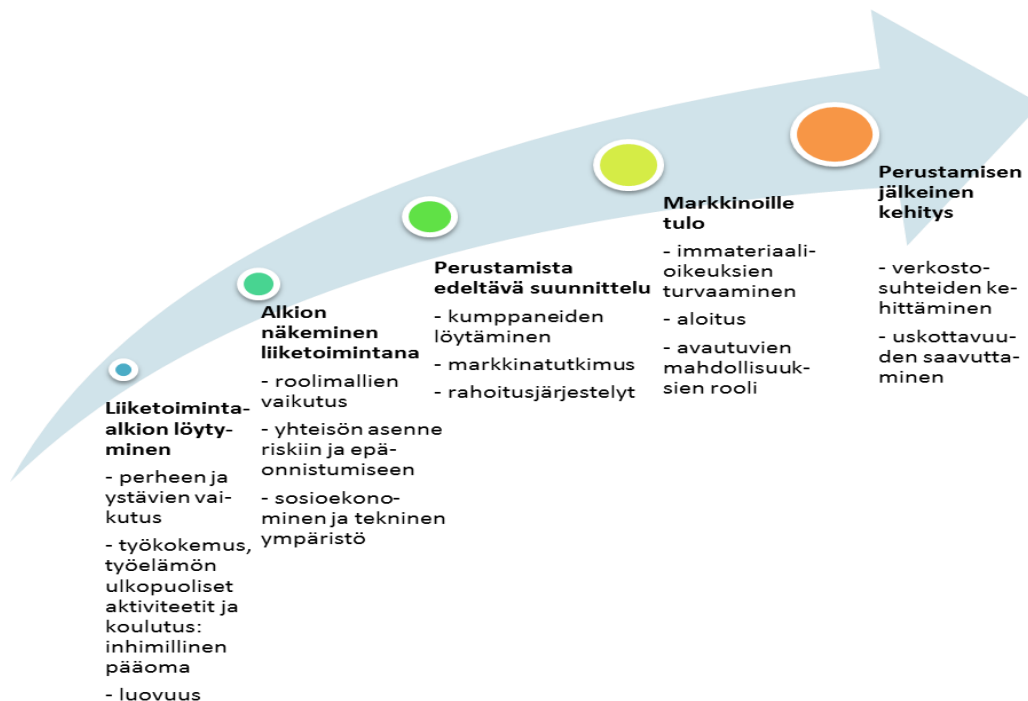 Liiketoiminta-
alkion löyty-
minen
- perheen ja
ystävien vai-
kutus
- työkokemus,
työelämön
ulkopuoliset
aktiviteetit ja
koulutus:
inhimillinen
pääoma
- luovuus
Alkion
näkeminen
liiketoimintana
- roolimallien
vaikutus
- yhteisön asenne
riskiin ja epä-
onnistumiseen
- sosioekono-
minen ja tekninen
ympäristö
Perustamista
edeltävä suunnittelu
- kumppaneiden
löytäminen
- markkinatutkimus
- rahoitusjärjestelyt
Markkinoille
tulo
- immateriaali-
oikeuksien
turvaaminen
- aloitus
- avautuvien
mahdollisuuk-
sien rooli
Perustamisen
jälkeinen
kehitys
- verkosto-
suhteiden ke-
hittäminen
- uskottavuu-
den saavutta-
minen